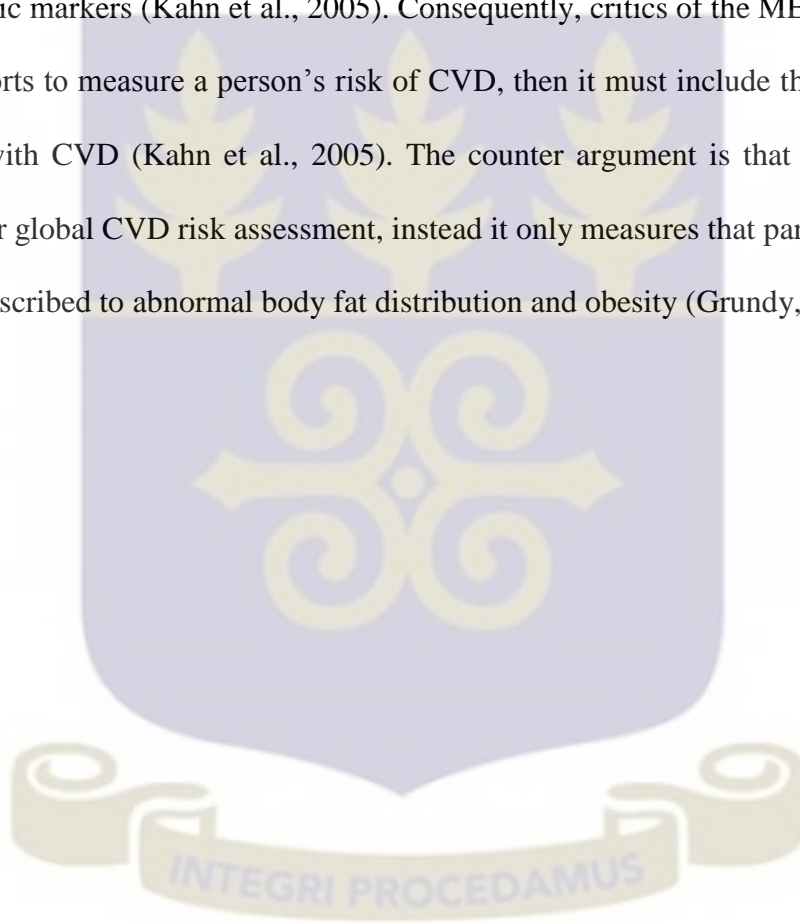 ic markers (Kahn et al., 2005). Consequently, critics of the ME
orts to measure a person’s risk of CVD, then it must include th
with CVD (Kahn et al., 2005). The counter argument is that
r global CVD risk assessment, instead it only measures that par
scribed to abnormal body fat distribution and obesity (Grundy,
INTEGRI PROCEDAMUS